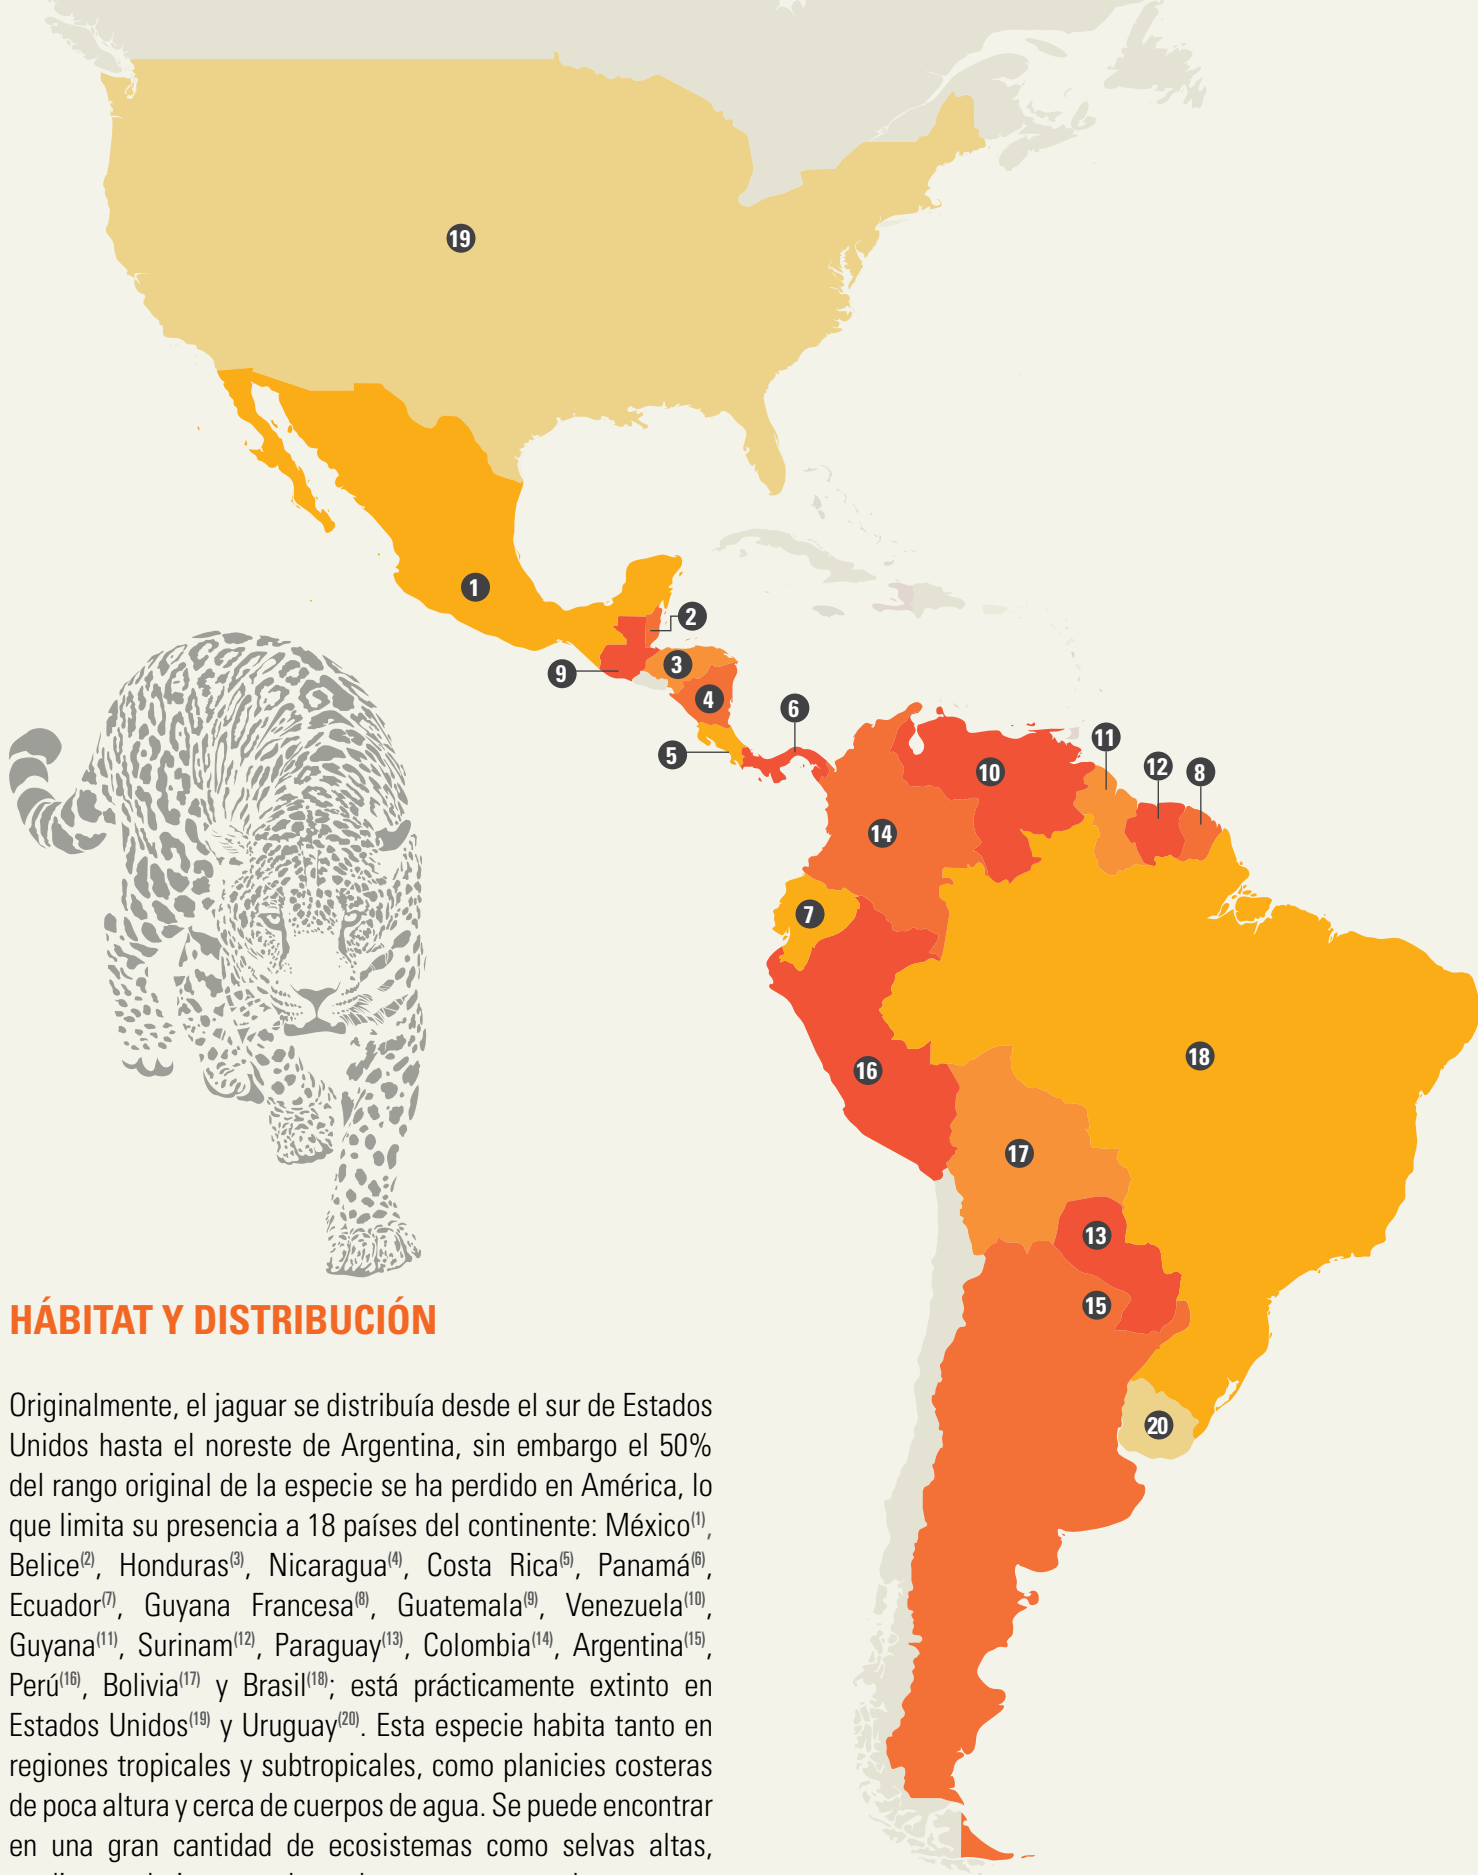 19
1
2
9
3
4
6
5
11
10
12
8
14
7
18
16
17
13
15
20
HÁBITAT Y DISTRIBUCIÓN
Originalmente, el jaguar se distribuía desde el sur de Estados
Unidos hasta el noreste de Argentina, sin embargo el 50%
del rango original de la especie se ha perdido en América, lo
que limita su presencia a 18 países del continente: México(1),
Belice(2), Honduras(3), Nicaragua(4), Costa Rica(5), Panamá(6),
Ecuador(7), Guyana Francesa(8), Guatemala(9), Venezuela(10),
Guyana(11), Surinam(12), Paraguay(13), Colombia(14), Argentina(15),
Perú(16), Bolivia(17) y Brasil(18); está prácticamente extinto en
Estados Unidos(19) y Uruguay(20). Esta especie habita tanto en
regiones tropicales y subtropicales, como planicies costeras
de poca altura y cerca de cuerpos de agua. Se puede encontrar
en una gran cantidad de ecosistemas como selvas altas,